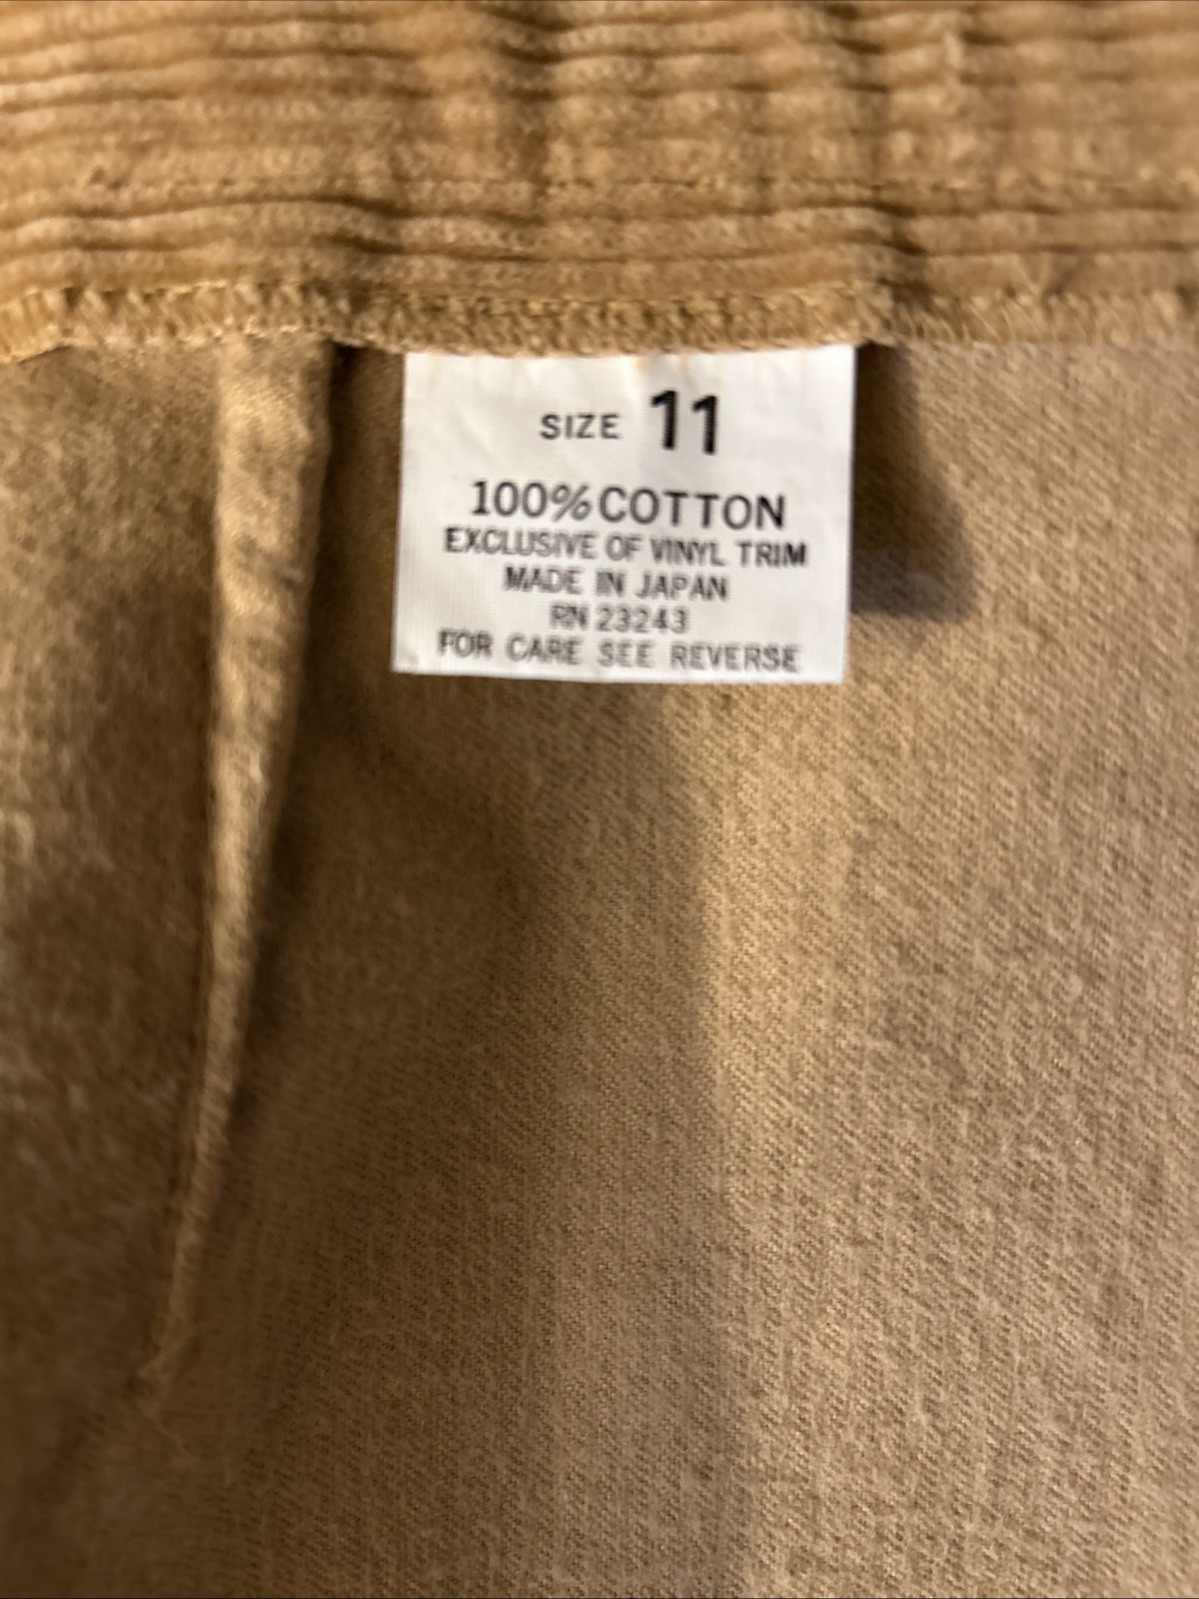 SIZE 11
100% COTTON
EXCLUSIVE OF VINYL TRIM
MADE IN JAPAN
RN 23243
FOR CARE SEE REVERSE